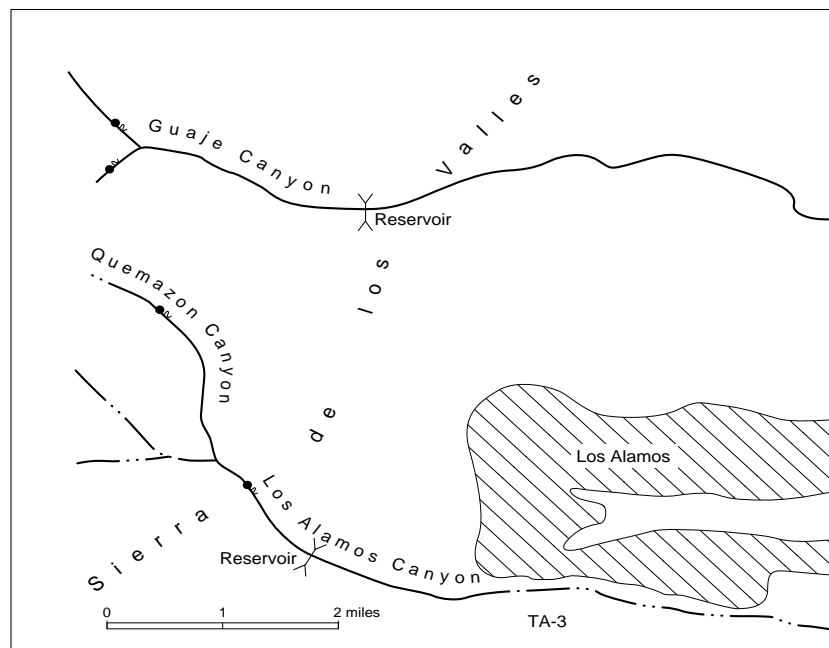 Guaje Canyon
Sierra de los Valles
Reservoir
Quemazon Canyon
Los Alamos
Los Alamos Canyon
Reservoir
0 1 2 miles
TA-3